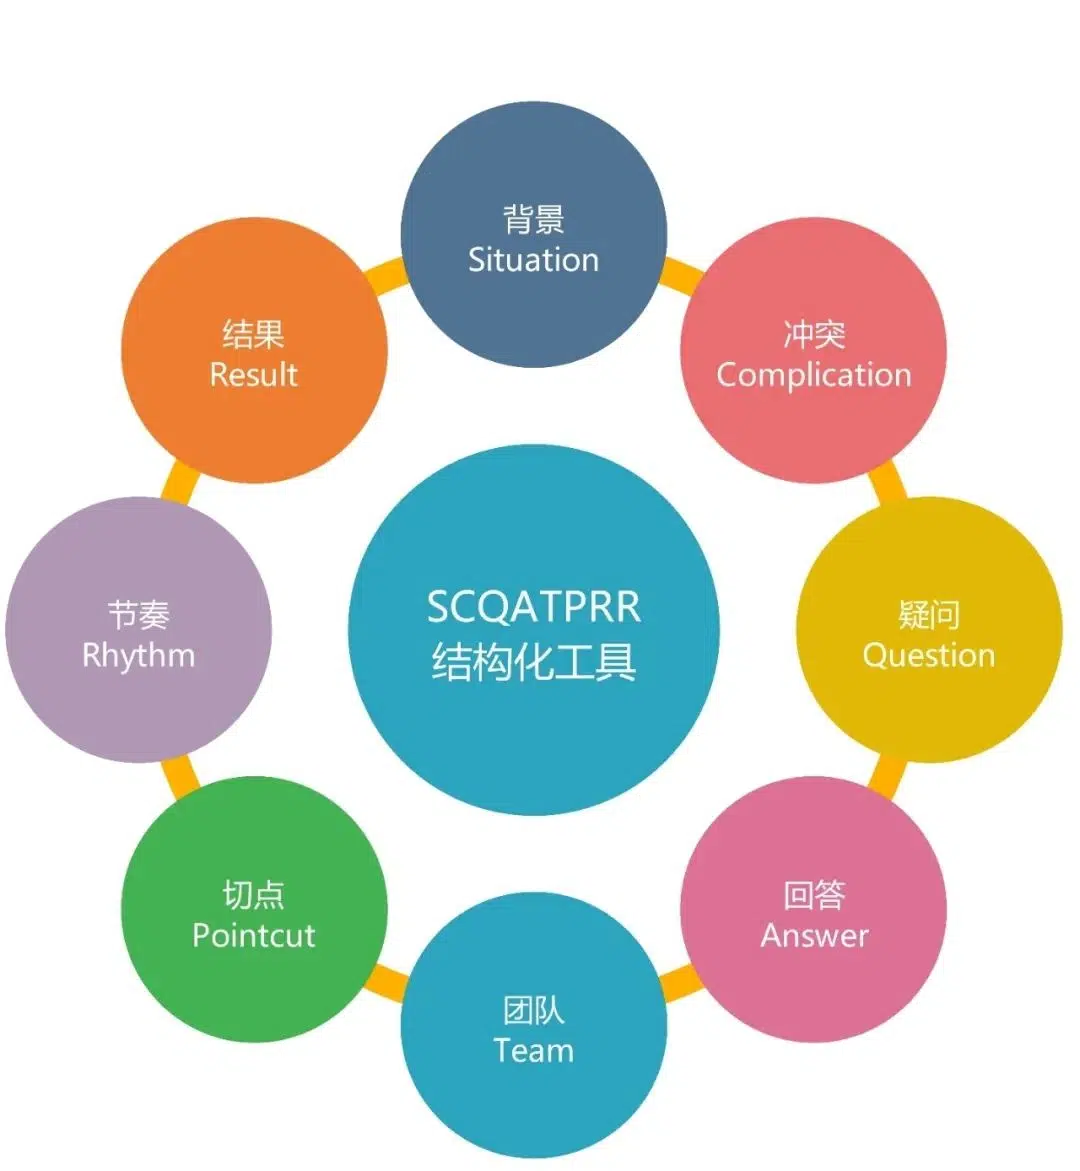 背景
Situation
冲突
Complication
疑问
Question
回答
Answer
团队
Team
切点
Pointcut
节奏
Rhythm
结果
Result
SCQATPRR
结构化工具